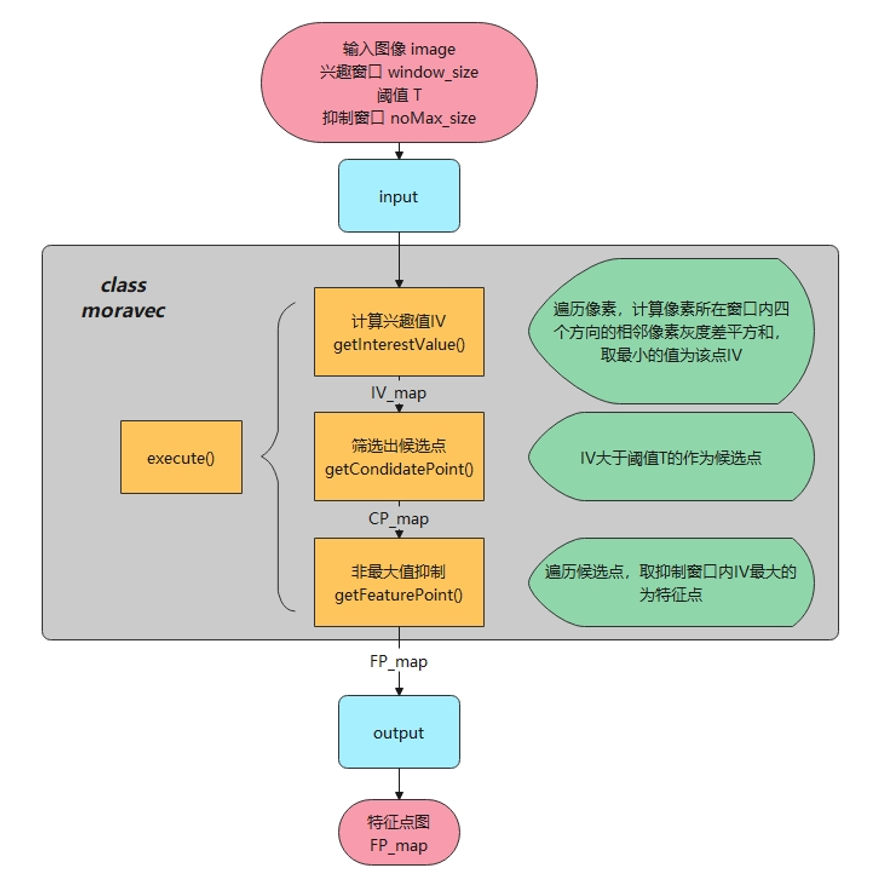 输入图像 image
兴趣窗口 window_size
阈值 T
抑制窗口 noMax_size
input
class
moravec
计算兴趣值IV
getInterestValue()
遍历像素，计算像素所在窗口内四
个方向的相邻像素灰度差平方和，
取最小的值为该点IV
IV_map
execute()
筛选出候选点
getCondidatePoint()
IV大于阈值T的作为候选点
CP_map
非最大值抑制
getFeaturePoint()
遍历候选点，取抑制窗口内IV最大的
为特征点
FP_map
output
特征点图
FP_map